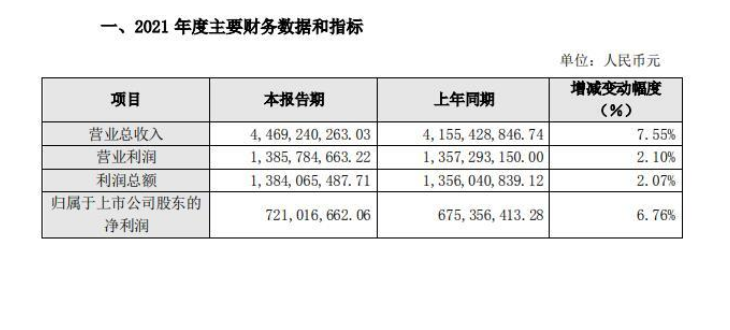 一、2021 年度主要财务数据和指标
单位：人民币元
项目 本报告期 上年同期 增减变动幅度
（%）
营业总收入 4,469,240,263.03 4,155,428,846.74 7.55%
营业利润 1,385,784,663.22 1,357,293,150.00 2.10%
利润总额 1,384,065,487.71 1,356,040,839.12 2.07%
归属于上市公司股东的
净利润 721,016,662.06 675,356,413.28 6.76%